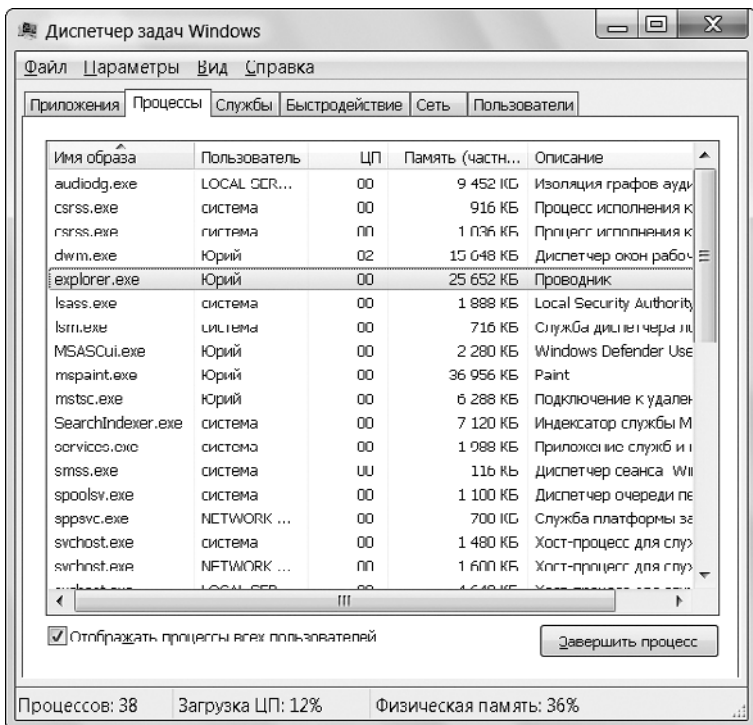 Диспетчер задач Windows
Файл Параметры Вид Справка
Приложения Процессы Службы Быстродействие Сеть Пользователи
Имя образа Пользователь ЦП Память (частн... Описание
audiodg.exe LOCAL SER... 00 9 452 КБ Изоляция графов ауди
csrss.exe система 00 916 КБ Процесс исполнения к
csrss.exe система 00 1 036 КБ Процесс исполнения к
dwm.exe Юрий 02 15 648 КБ Диспетчер окон рабоч
explorer.exe Юрий 00 25 652 КБ Проводник
lsass.exe система 00 1 888 КБ Local Security Authority
lsm.exe система 00 716 КБ Служба диспетчера ло
MSASCui.exe Юрий 00 2 280 КБ Windows Defender Use
mspaint.exe Юрий 00 36 956 КБ Paint
mstsc.exe Юрий 00 6 288 КБ Подключение к удален
SearchIndexer.exe система 00 7 120 КБ Индексатор службы M
services.exe система 00 1 988 КБ Приложение служб и
smss.exe система 00 116 КБ Диспетчер сеанса Wi
spoolsv.exe система 00 1 100 КБ Диспетчер очереди пе
sppsvc.exe NETWORK ... 00 700 КБ Служба платформы за
svchost.exe система 00 1 480 КБ Хост-процесс для служ
svchost.exe NETWORK ... 00 1 600 КБ Хост-процесс для служ
Отображать процессы всех пользователей
Завершить процесс
Процессов: 38 Загрузка ЦП: 12% Физическая память: 36%